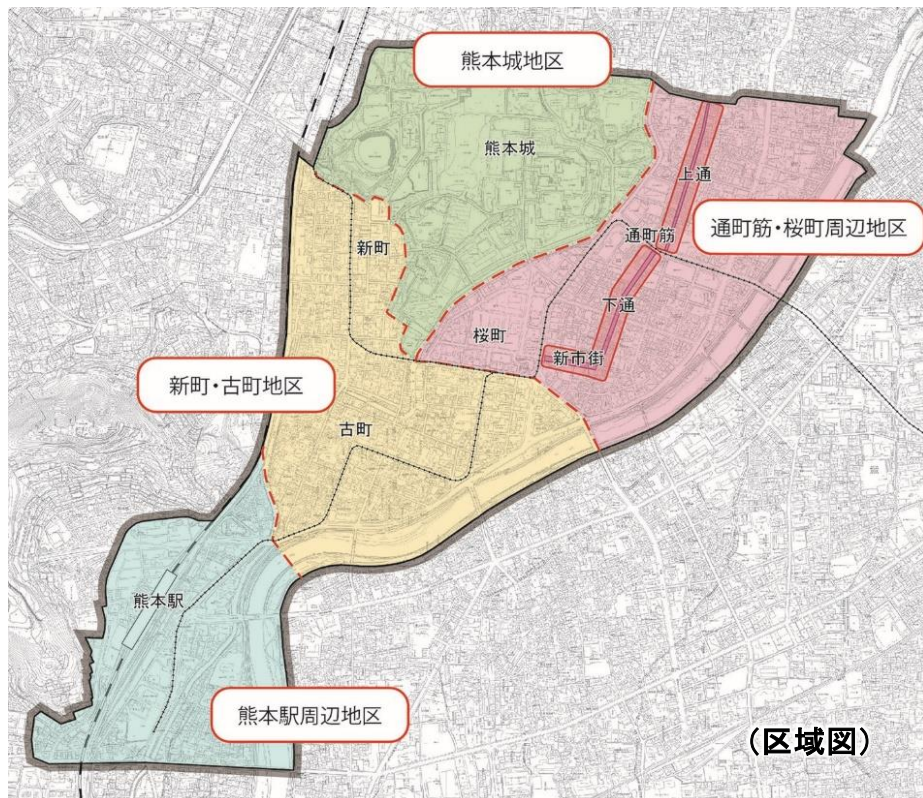 熊本城地区
熊本城
上通
通町筋・桜町周辺地区
通町筋
新町
下通
桜町
新市街
新町・古町地区
古町
熊本駅
熊本駅周辺地区
(区域図)